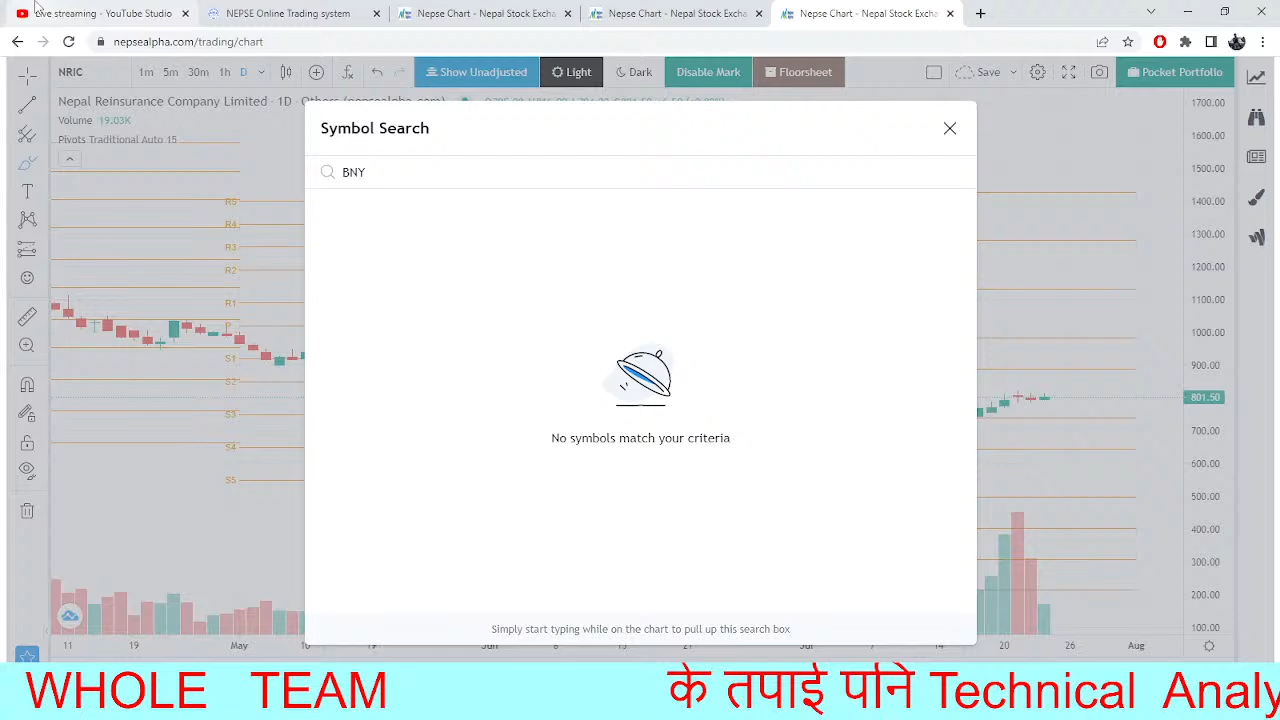 Live streaming - YouTube Studio
NEPSE Online Trading system
Nepse Chart - Nepal Stock Excha
Nepse Chart - Nepal Stock Excha
Nepse Chart - Nepal Stock Excha
nepsealpha.com/trading/chart
NRIC 1m 5m 30m 1h D Show Unadjusted Light Dark Disable Mark Floorsheet Save Pocket Portfolio
Nepal Reinsurance Company Limited · 1D · Others (nepsealpha.com)
Volume 19.03K
Pivots Traditional Auto 15
Symbol Search
BNY
No symbols match your criteria
Simply start typing while on the chart to pull up this search box
R5
R4
R3
R2
R1
P
S1
S2
S3
S4
S5
1700.00
1600.00
1500.00
1400.00
1300.00
1200.00
1100.00
1000.00
900.00
801.50
700.00
600.00
500.00
400.00
300.00
200.00
100.00
11 19 May 10 Jun 6 15 21 Jul 7 14 20 26 Aug
WHOLE TEAM के तपाई पनि Technical Analy